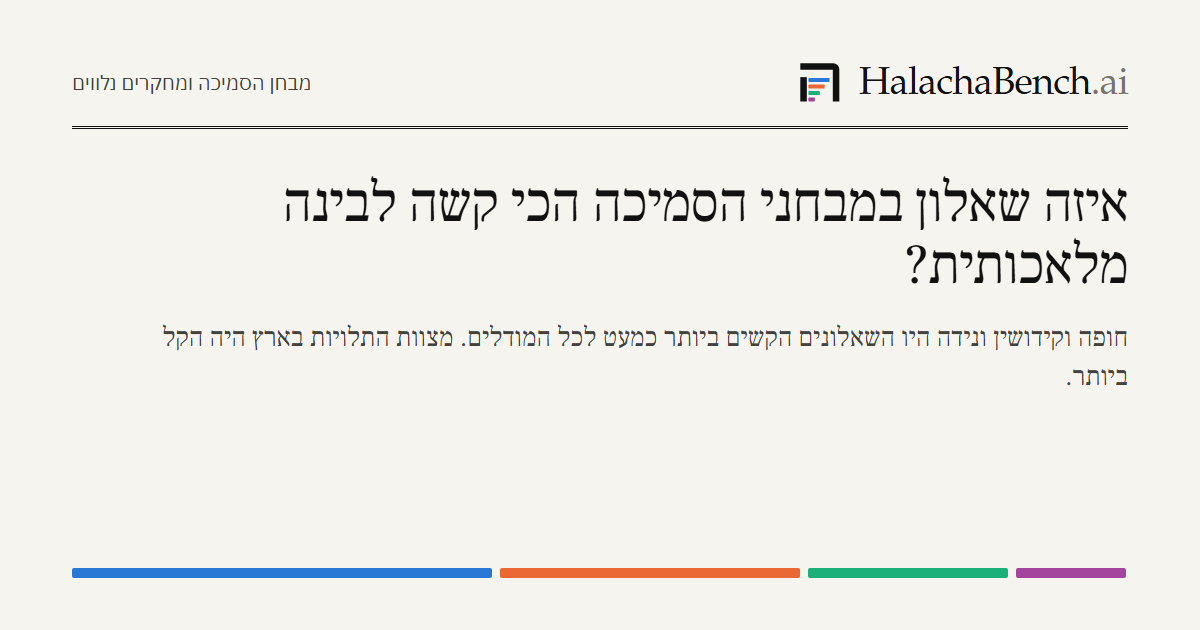 HalachaBench.ai
מבחן הסמיכה ומחקרים נלווים
איזה שאלון במבחני הסמיכה הכי קשה לבינה
מלאכותית?
חופה וקידושין ונידה היו השאלונים הקשים ביותר כמעט לכל המודלים. מצוות התלויות בארץ היה הקל
ביותר.